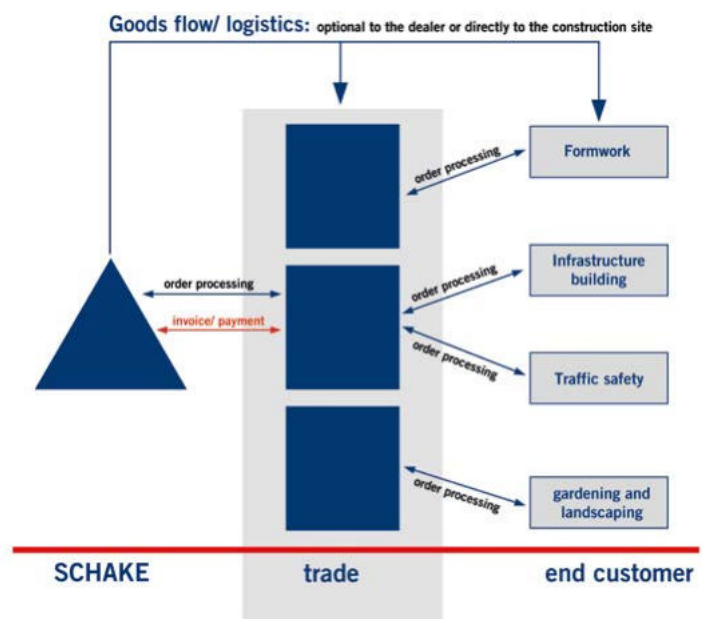 Goods flow/ logistics: optional to the dealer or directly to the construction site
order processing
Formwork
order processing
Infrastructure
building
order processing
invoice/ payment
order processing
Traffic safety
order processing
gardening and
landscaping
SCHAKE
trade
end customer